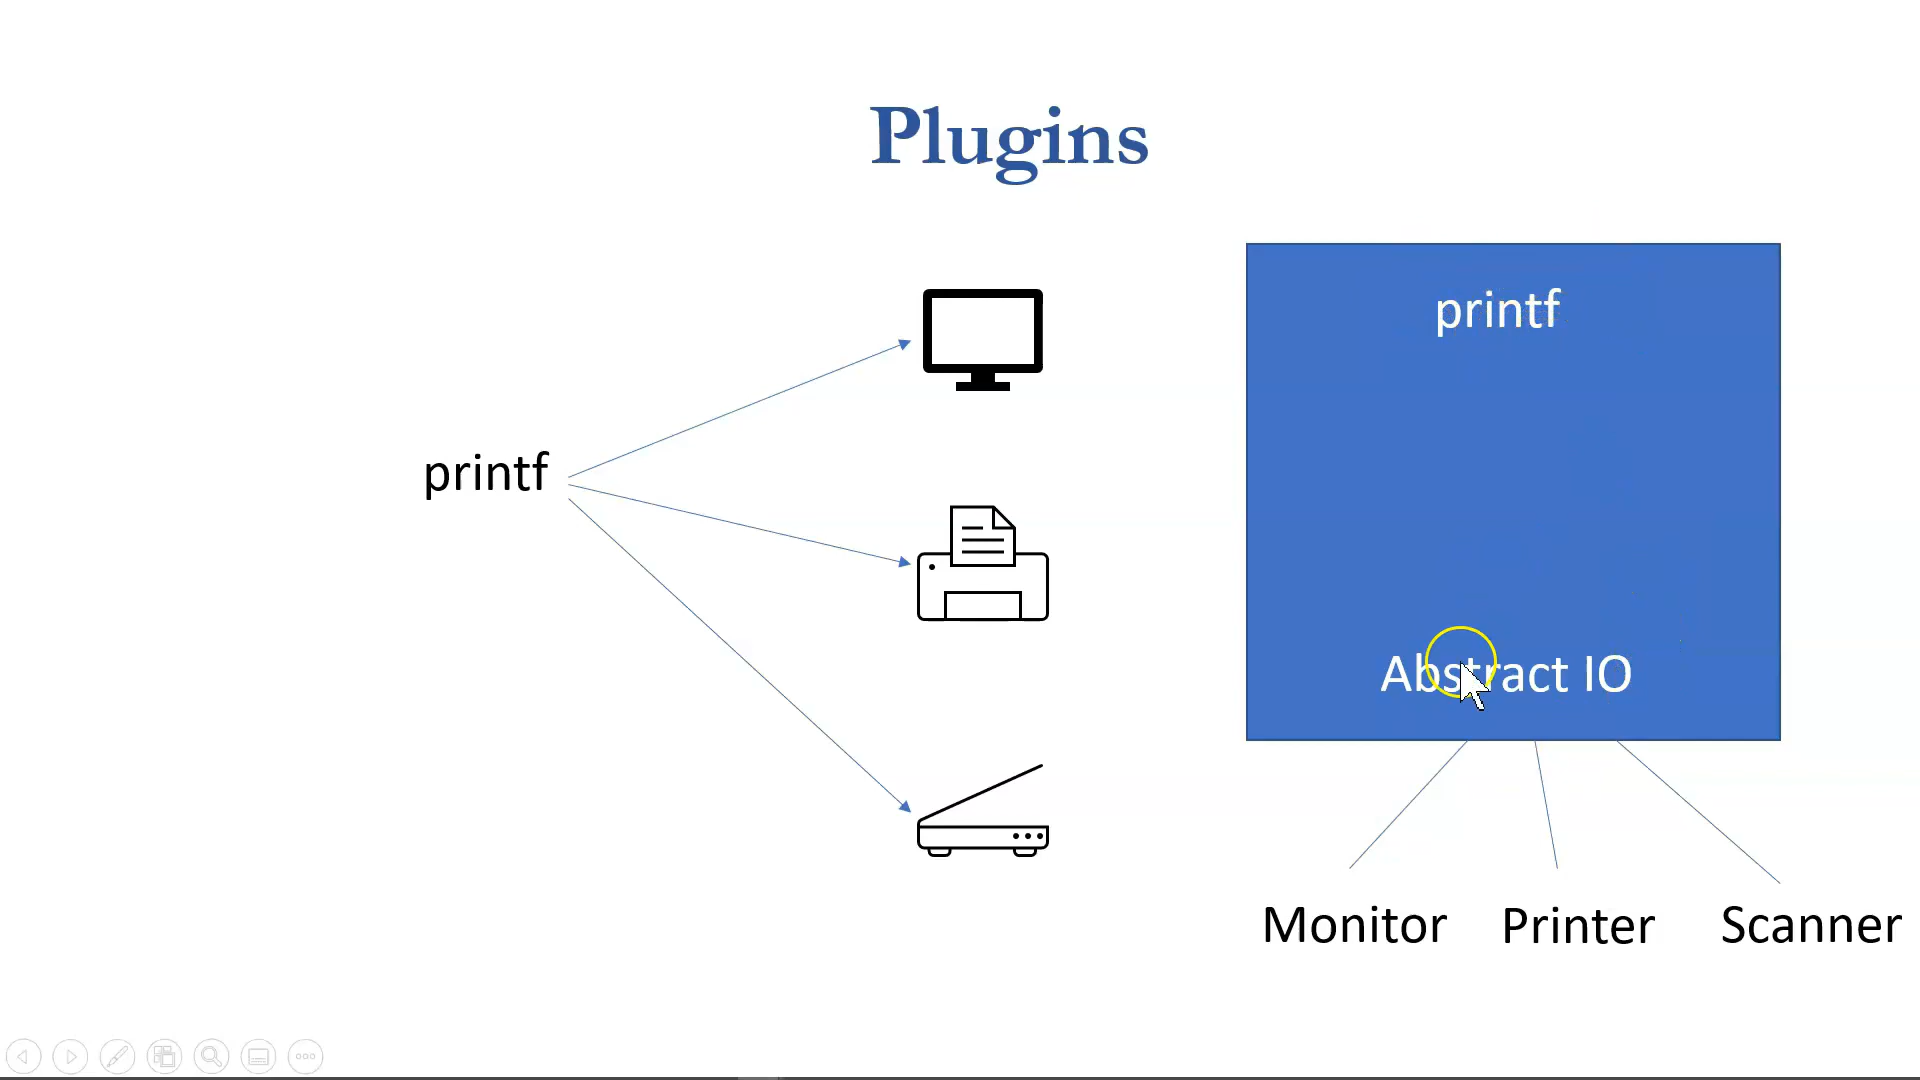 Plugins
printf
printf
Abstract IO
Monitor
Printer
Scanner